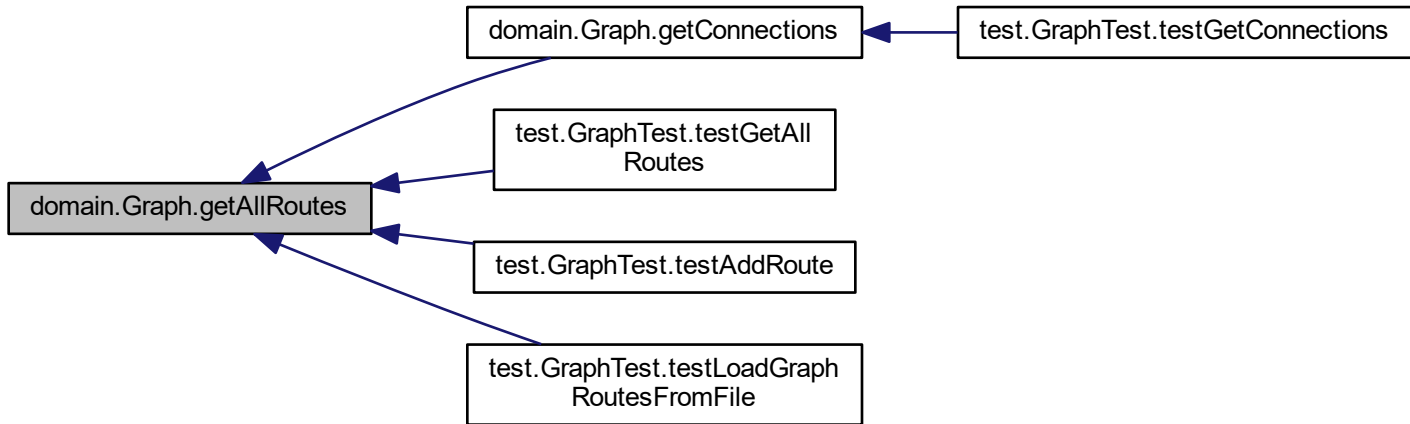 domain.Graph.getConnections
test.GraphTest.testGetConnections
test.GraphTest.testGetAll
Routes
domain.Graph.getAllRoutes
test.GraphTest.testAddRoute
test.GraphTest.testLoadGraph
RoutesFromFile